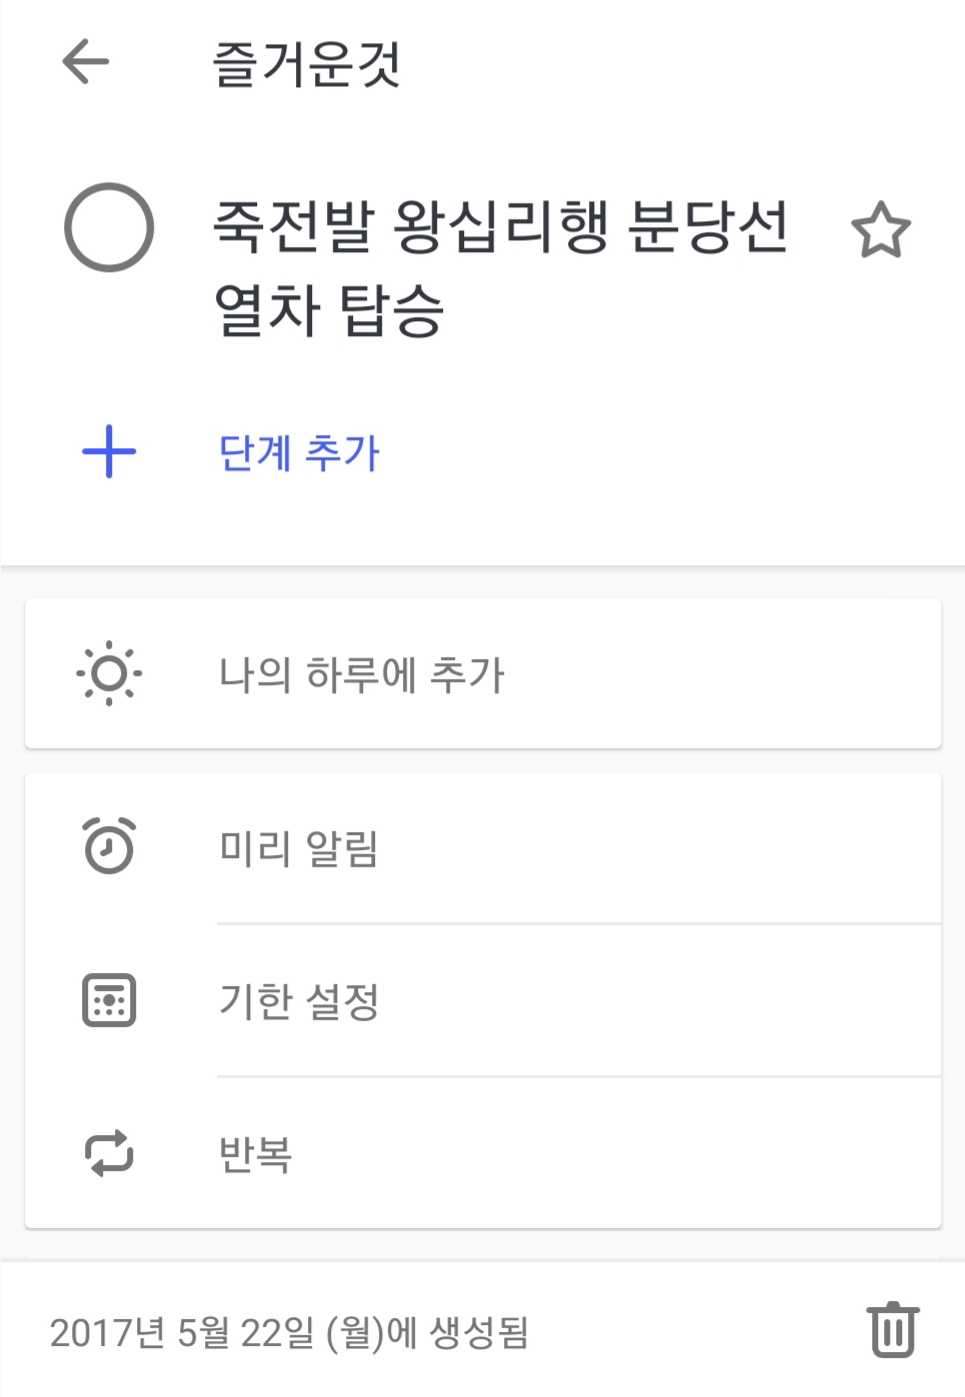 즐거운것
죽전발 왕십리행 분당선
열차 탑승
단계 추가
나의 하루에 추가
미리 알림
기한 설정
반복
2017년 5월 22일 (월)에 생성됨